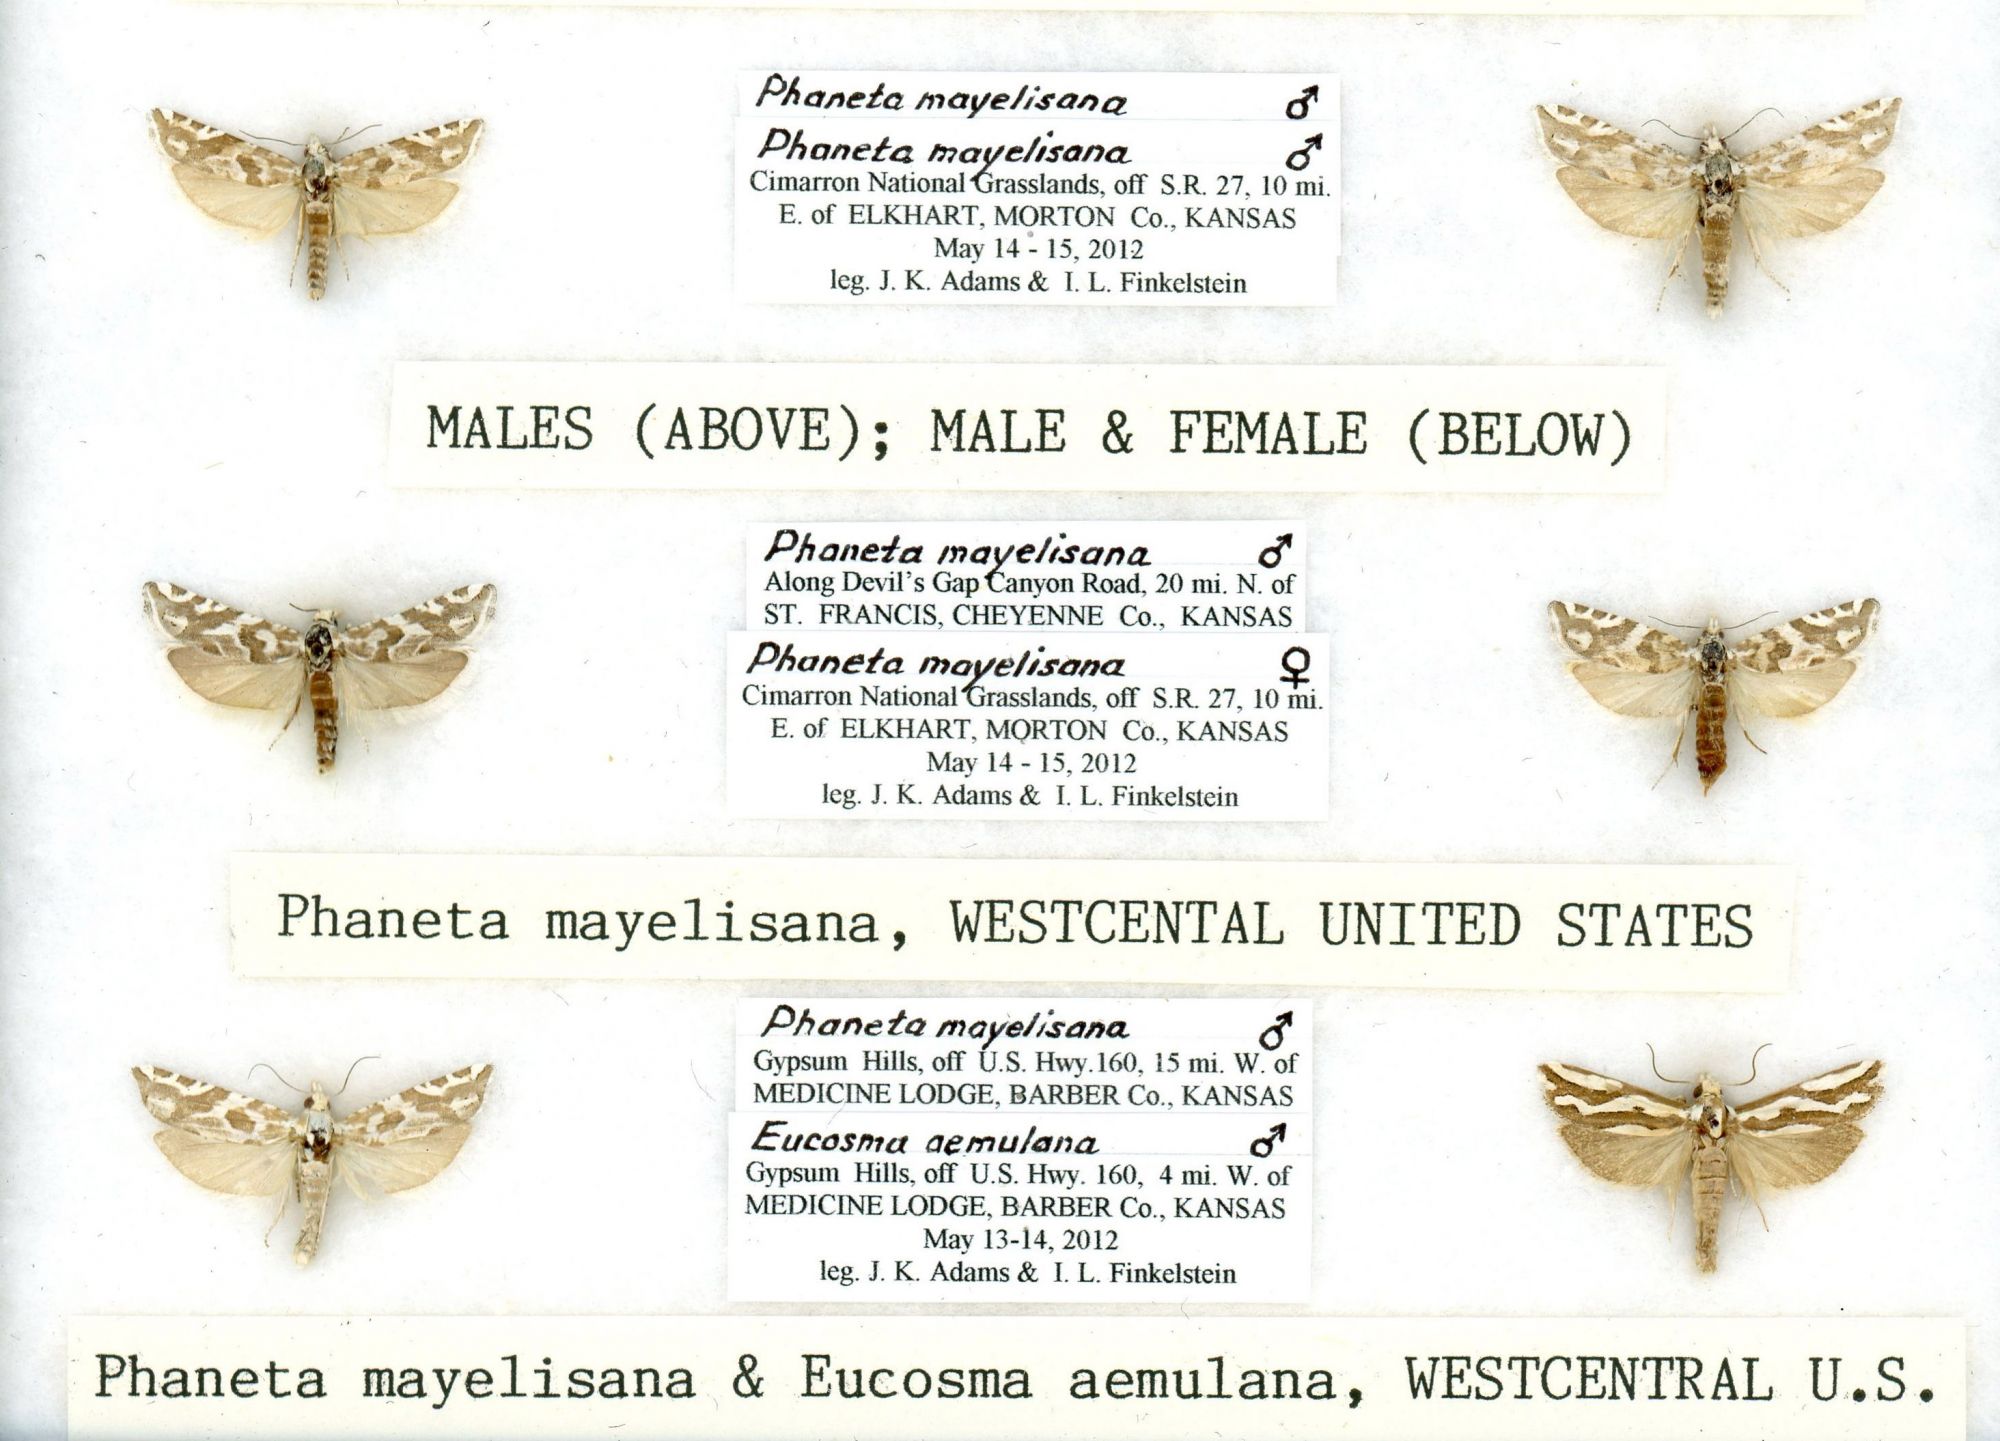 Phaneta mayelisana ♂
Phaneta mayelisana ♂
Cimarron National Grasslands, off S.R. 27, 10 mi.
E. of ELKHART, MORTON Co., KANSAS
May 14 - 15, 2012
leg. J. K. Adams & I. L. Finkelstein
MALES (ABOVE); MALE & FEMALE (BELOW)
Phaneta mayelisana ♂
Along Devil's Gap Canyon Road, 20 mi. N. of
ST. FRANCIS, CHEYENNE Co., KANSAS
Phaneta mayelisana ♀
Cimarron National Grasslands, off S.R. 27, 10 mi.
E. of ELKHART, MORTON Co., KANSAS
May 14 - 15, 2012
leg. J. K. Adams & I. L. Finkelstein
Phaneta mayelisana, WESTCENTAL UNITED STATES
Phaneta mayelisana ♂
Gypsum Hills, off U.S. Hwy.160, 15 mi. W. of
MEDICINE LODGE, BARBER Co., KANSAS
Eucosma aemulana ♂
Gypsum Hills, off U.S. Hwy. 160, 4 mi. W. of
MEDICINE LODGE, BARBER Co., KANSAS
May 13-14, 2012
leg. J. K. Adams & I. L. Finkelstein
Phaneta mayelisana & Eucosma aemulana, WESTCENTRAL U.S.